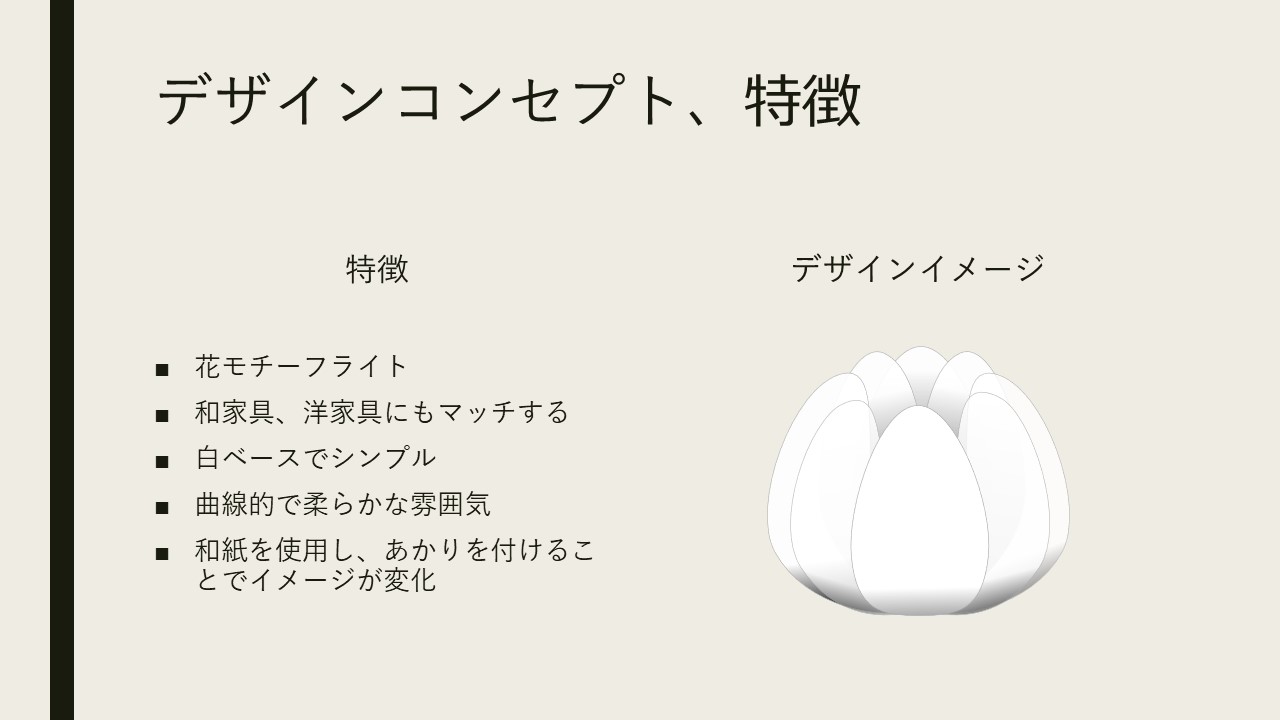 デザインコンセプト、特徴
特徴
■ 花モチーフライト
■ 和家具、洋家具にもマッチする
■ 白ベースでシンプル
■ 曲線的で柔らかな雰囲気
■ 和紙を使用し、あかりを付けるこ
とでイメージが変化
デザインイメージ